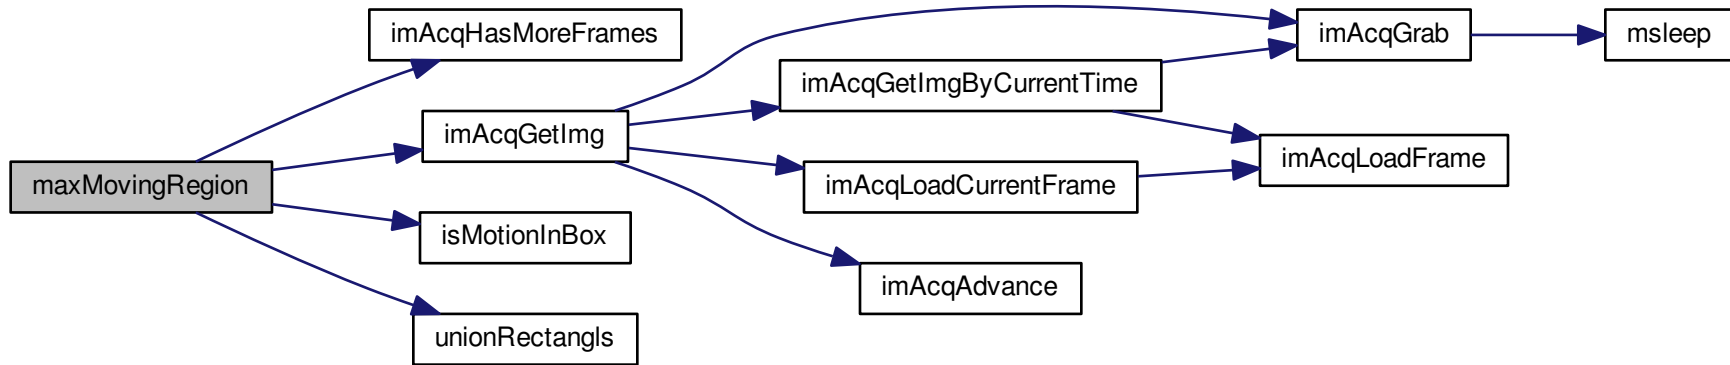 maxMovingRegion
imAcqHasMoreFrames
imAcqGetImg
isMotionInBox
unionRectangls
imAcqGetImgByCurrentTime
imAcqLoadCurrentFrame
imAcqAdvance
imAcqGrab
imAcqLoadFrame
msleep